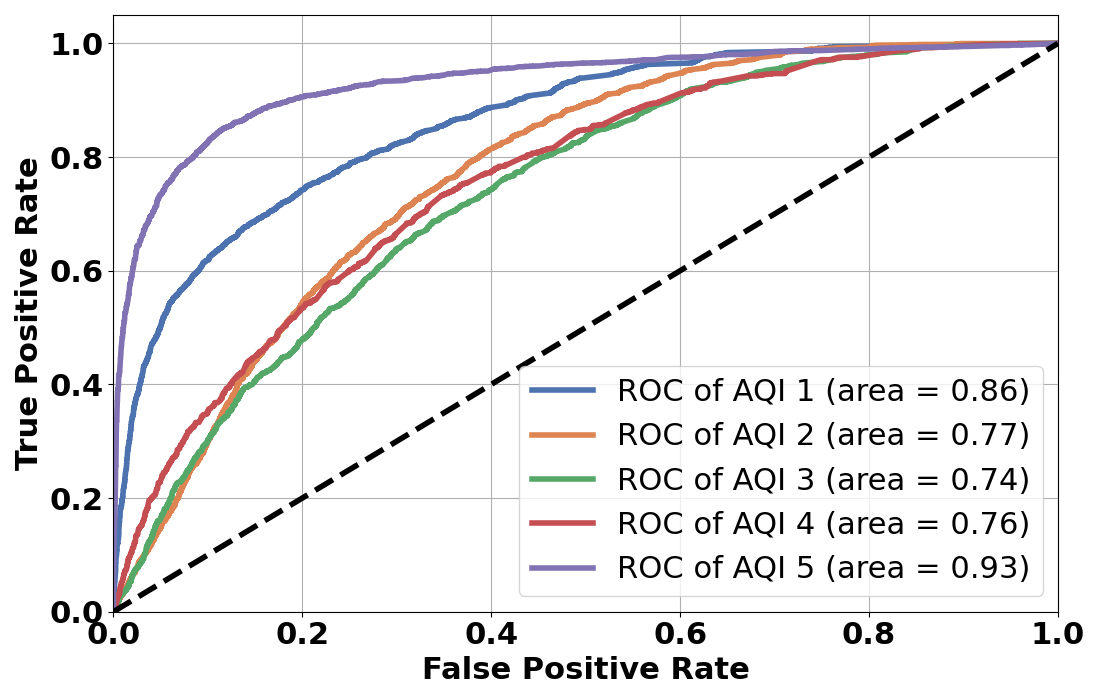 True Positive Rate
1.0
0.8
0.6
0.4
0.2
0.0
ROC of AQI 1 (area = 0.86)
ROC of AQI 2 (area = 0.77)
ROC of AQI 3 (area = 0.74)
ROC of AQI 4 (area = 0.76)
ROC of AQI 5 (area = 0.93)
0.0 0.2 0.4 0.6 0.8 1.0
False Positive Rate